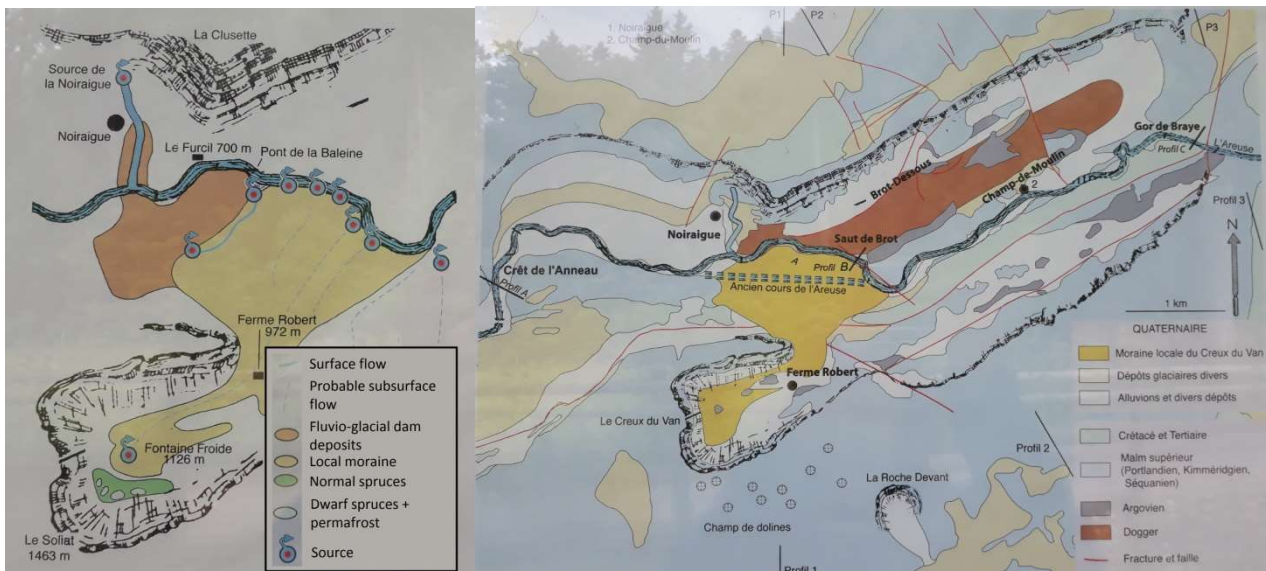 La Clusette
Source de
la Noiraigue
Noiraigue
Le Furcil 700 m
Pont de la Baleine
Ferme Robert
972 m
Fontaine Froide
1126 m
Le Soliat
1463 m
Surface flow
Probable subsurface
flow
Fluvio-glacial dam
deposits
Local moraine
Normal spruces
Dwarf spruces +
permafrost
Source
1. Noiraigue
2. Champ-du-Moulin
P1
P2
P3
Gor de Braye
Profil C
L'Areuse
Brot-Dessous
Champ-de-Moulin
2
Noiraigue
Saut de Brot
A
Profil B
Crêt de l'Anneau
Profil A
Ancien cours de l'Areuse
Profil 3
N
1 km
Ferme Robert
Le Creux du Van
Profil 2
La Roche Devant
Champ de dolines
Profil 1
QUATERNAIRE
Moraine locale du Creux du Van
Dépôts glaciaires divers
Alluvions et divers dépôts
Crétacé et Tertiaire
Malm supérieur
(Portlandien, Kimméridgien,
Séquanien)
Argovien
Dogger
Fracture et faille